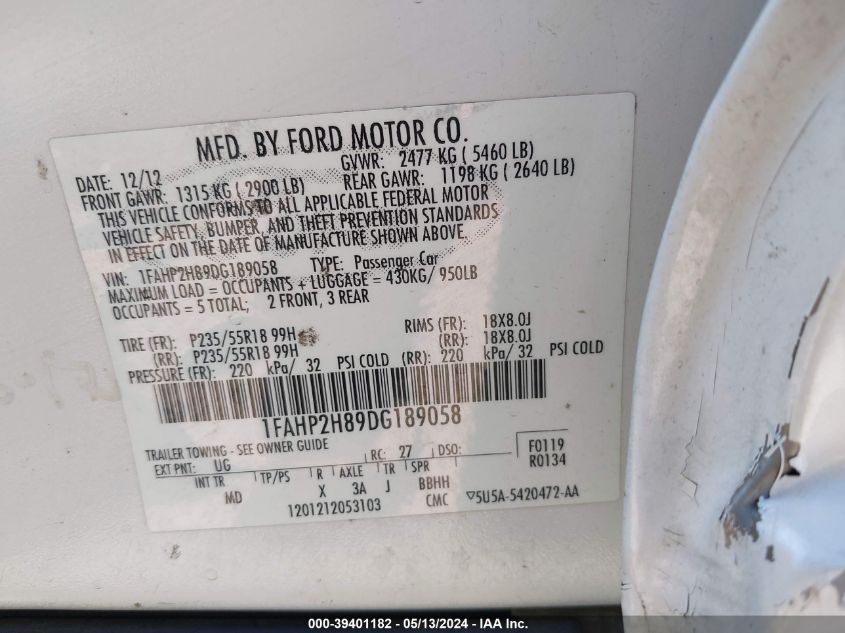 MFD. BY FORD MOTOR CO.
DATE: 12/12 GVWR: 2477 KG ( 5460 LB)
FRONT GAWR: 1315 KG ( 2900 LB) REAR GAWR: 1198 KG ( 2640 LB)
THIS VEHICLE CONFORMS TO ALL APPLICABLE FEDERAL MOTOR
VEHICLE SAFETY, BUMPER, AND THEFT PREVENTION STANDARDS
IN EFFECT ON THE DATE OF MANUFACTURE SHOWN ABOVE.
VIN: 1FAHP2H89DG189058 TYPE: Passenger Car
MAXIMUM LOAD = OCCUPANTS + LUGGAGE = 430KG/ 950LB
OCCUPANTS = 5 TOTAL; 2 FRONT, 3 REAR
TIRE (FR): P235/55R18 99H RIMS (FR): 18X8.0J
(RR): P235/55R18 99H (RR): 18X8.0J
PRESSURE (FR): 220 kPa/ 32 PSI COLD (RR): 220 kPa/ 32 PSI COLD
1FAHP2H89DG189058
TRAILER TOWING - SEE OWNER GUIDE
EXT PNT: UG RC: 27 DSO: F0119
R0134
INT TR TP/PS R AXLE TR SPR
MD X 3A J BBHH
1201212053103 CMC ▽5U5A-5420472-AA
000-39401182 - 05/13/2024 - IAA Inc.